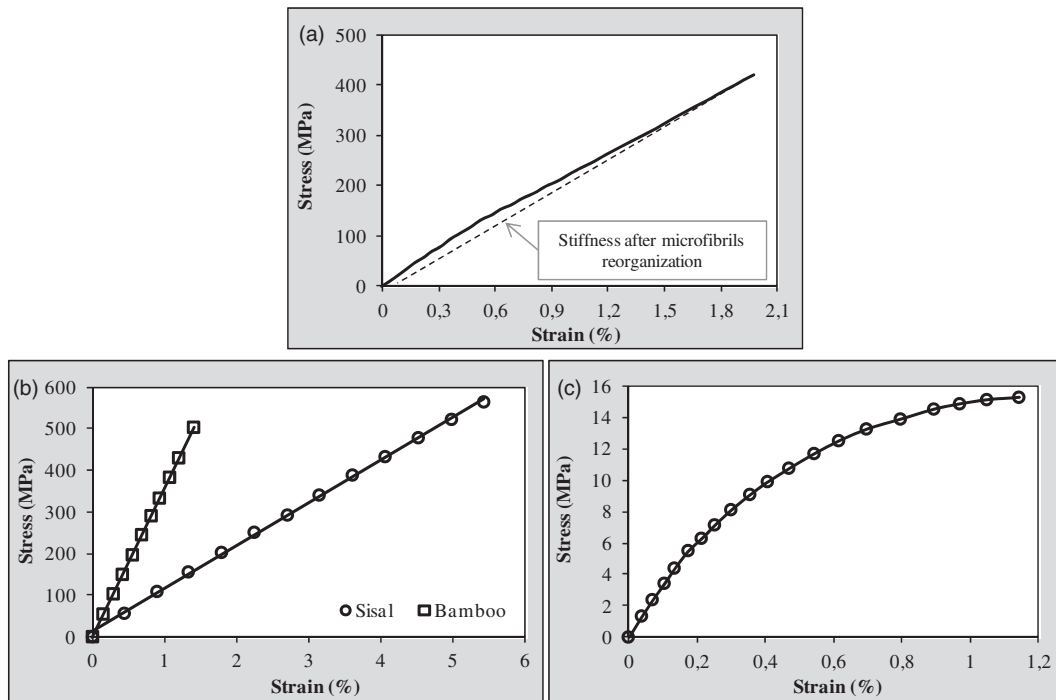 (a)
500
400
300
200
100
0
Stress (MPa)
Stiffness after microfibrils
reorganization
0 0,3 0,6 0,9 1,2 1,5 1,8 2,1
Strain (%)
(b)
600
500
400
300
200
100
0
Stress (MPa)
Sisal Bamboo
0 1 2 3 4 5 6
Strain (%)
(c)
16
14
12
10
8
6
4
2
0
Stress (MPa)
0 0,2 0,4 0,6 0,8 1 1,2
Strain (%)